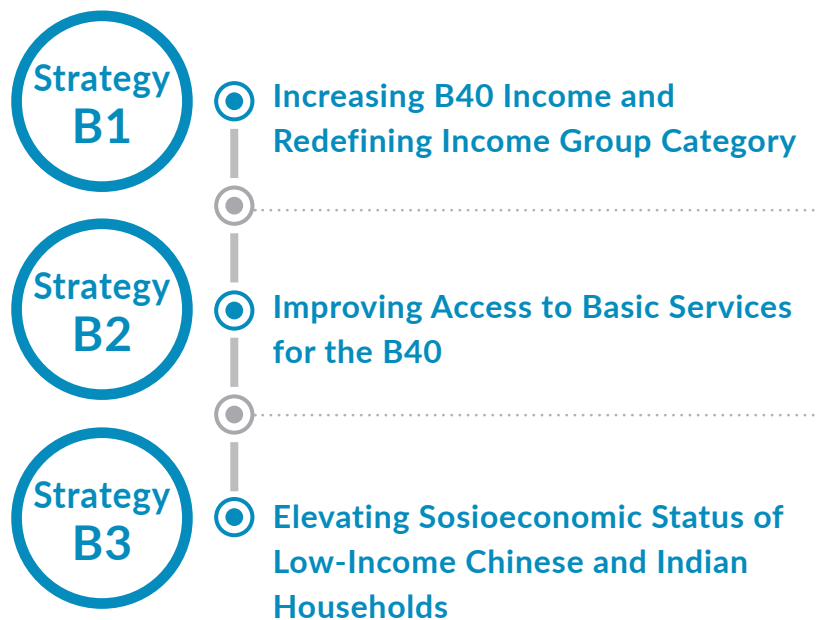 Strategy
B1
Increasing B40 Income and
Redefining Income Group Category
Strategy
B2
Improving Access to Basic Services
for the B40
Strategy
B3
Elevating Sosioeconomic Status of
Low-Income Chinese and Indian
Households